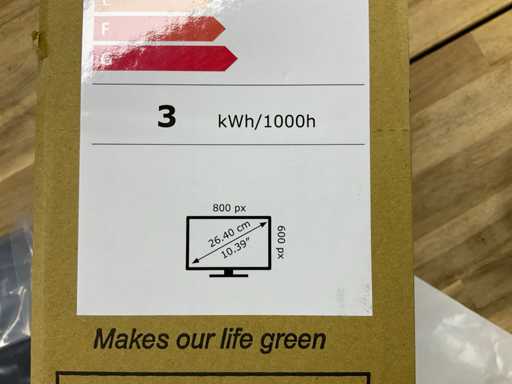 F
G
3 kWh/1000h
800 px
26.40 cm
10.39"
600 px
Makes our life green